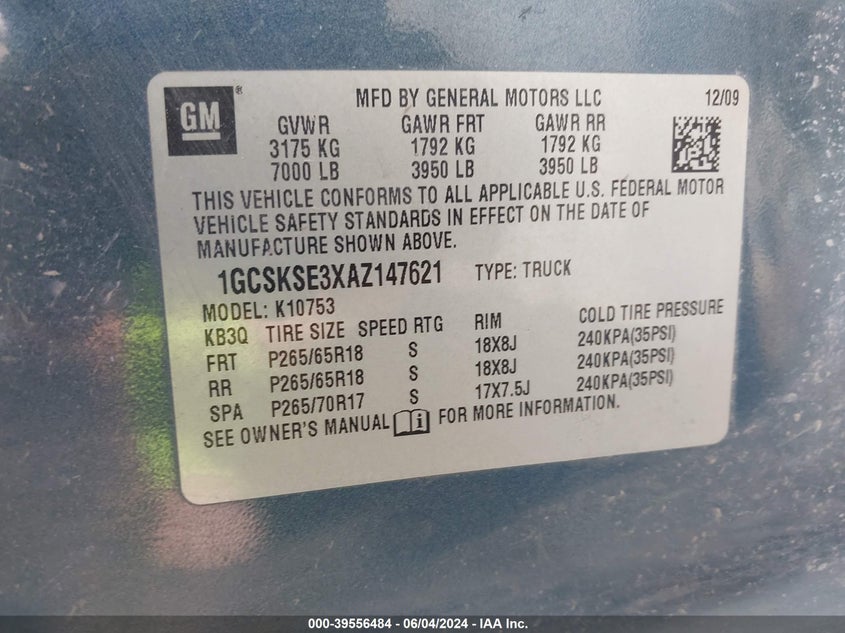 GM ®
MFD BY GENERAL MOTORS LLC 12/09
GVWR GAWR FRT GAWR RR
3175 KG 1792 KG 1792 KG
7000 LB 3950 LB 3950 LB
THIS VEHICLE CONFORMS TO ALL APPLICABLE U.S. FEDERAL MOTOR
VEHICLE SAFETY STANDARDS IN EFFECT ON THE DATE OF
MANUFACTURE SHOWN ABOVE.
1GCSKSE3XAZ147621 TYPE: TRUCK
MODEL: K10753
KB3Q TIRE SIZE SPEED RTG RIM COLD TIRE PRESSURE
FRT P265/65R18 S 18X8J 240KPA(35PSI)
RR P265/65R18 S 18X8J 240KPA(35PSI)
SPA P265/70R17 S 17X7.5J 240KPA(35PSI)
SEE OWNER'S MANUAL i FOR MORE INFORMATION.
000-39556484 - 06/04/2024 - IAA Inc.